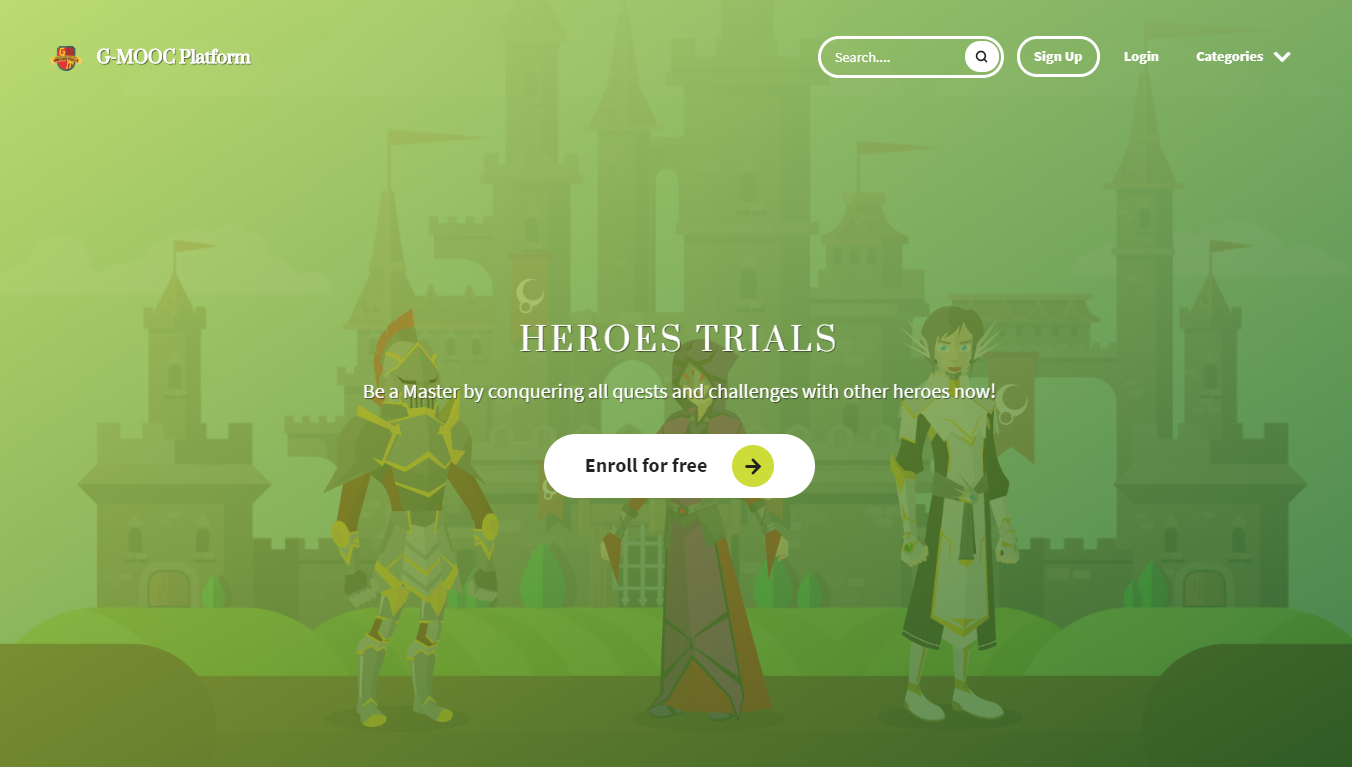 G-MOOC Platform
Search....
Sign Up
Login
Categories
HEROES TRIALS
Be a Master by conquering all quests and challenges with other heroes now!
Enroll for free